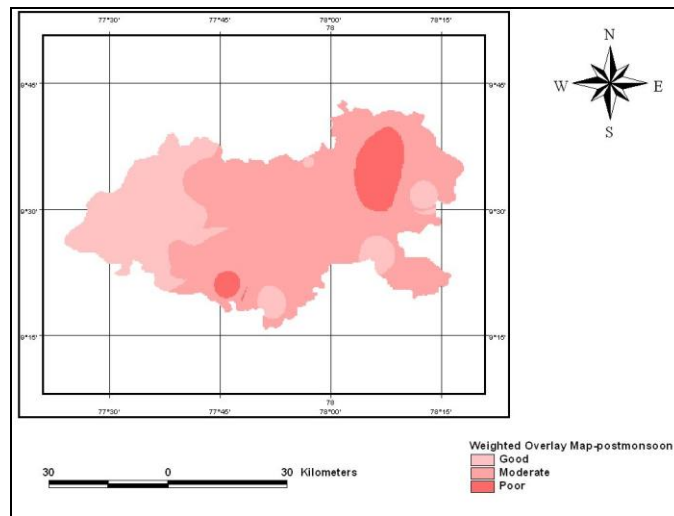 77°30' 77°45' 78°00' 78°15'
78
N
W E
S
9°45' 9°45'
9°30' 9°30'
9°15' 9°15'
78
77°30' 77°45' 78°00' 78°15'
Weighted Overlay Map-postmonsoon
Good
Moderate
Poor
30 0 30 Kilometers